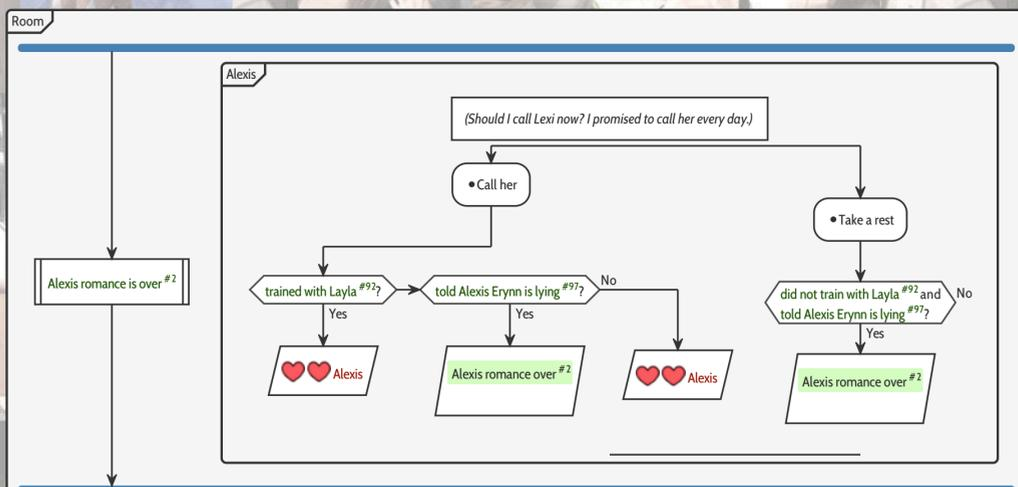 Room
Alexis
(Should I call Lexi now? I promised to call her every day.)
•Call her
•Take a rest
Alexis romance is over #2
trained with Layla #92?
told Alexis Erynn is lying #97?
No
did not train with Layla #92 and
told Alexis Erynn is lying #97?
No
Yes
Yes
Yes
Alexis
Alexis romance over #2
Alexis
Alexis romance over #2